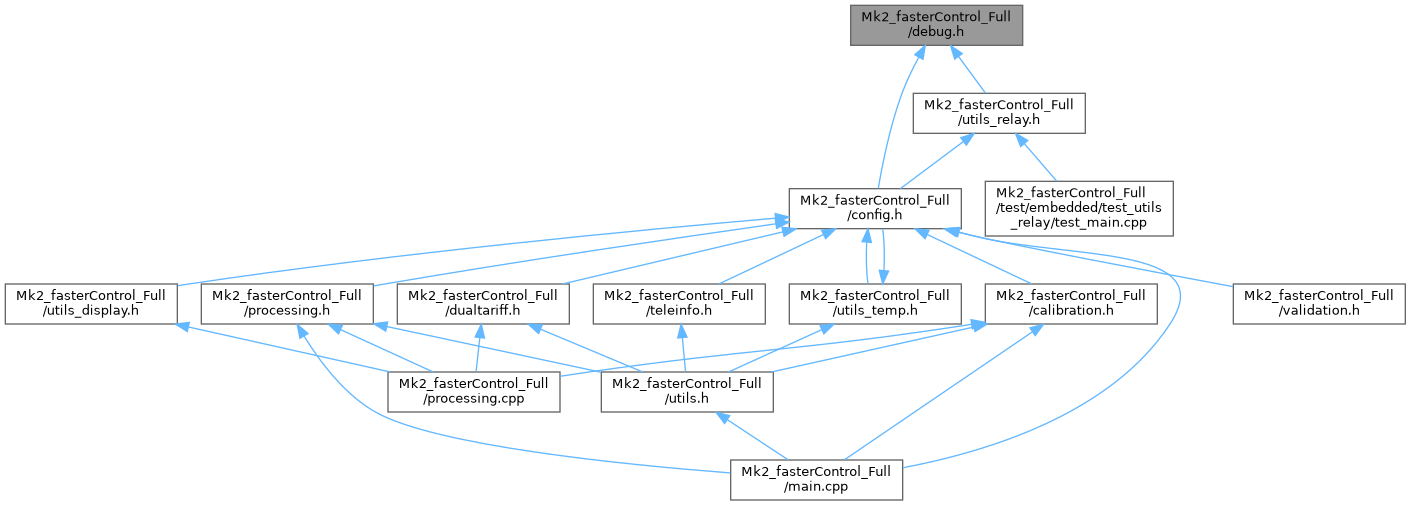 Mk2_fasterControl_Full
/debug.h
Mk2_fasterControl_Full
/utils_relay.h
Mk2_fasterControl_Full
/config.h
Mk2_fasterControl_Full
/test/embedded/test_utils
_relay/test_main.cpp
Mk2_fasterControl_Full
/utils_display.h
Mk2_fasterControl_Full
/processing.h
Mk2_fasterControl_Full
/dualtariff.h
Mk2_fasterControl_Full
/teleinfo.h
Mk2_fasterControl_Full
/utils_temp.h
Mk2_fasterControl_Full
/calibration.h
Mk2_fasterControl_Full
/validation.h
Mk2_fasterControl_Full
/processing.cpp
Mk2_fasterControl_Full
/utils.h
Mk2_fasterControl_Full
/main.cpp